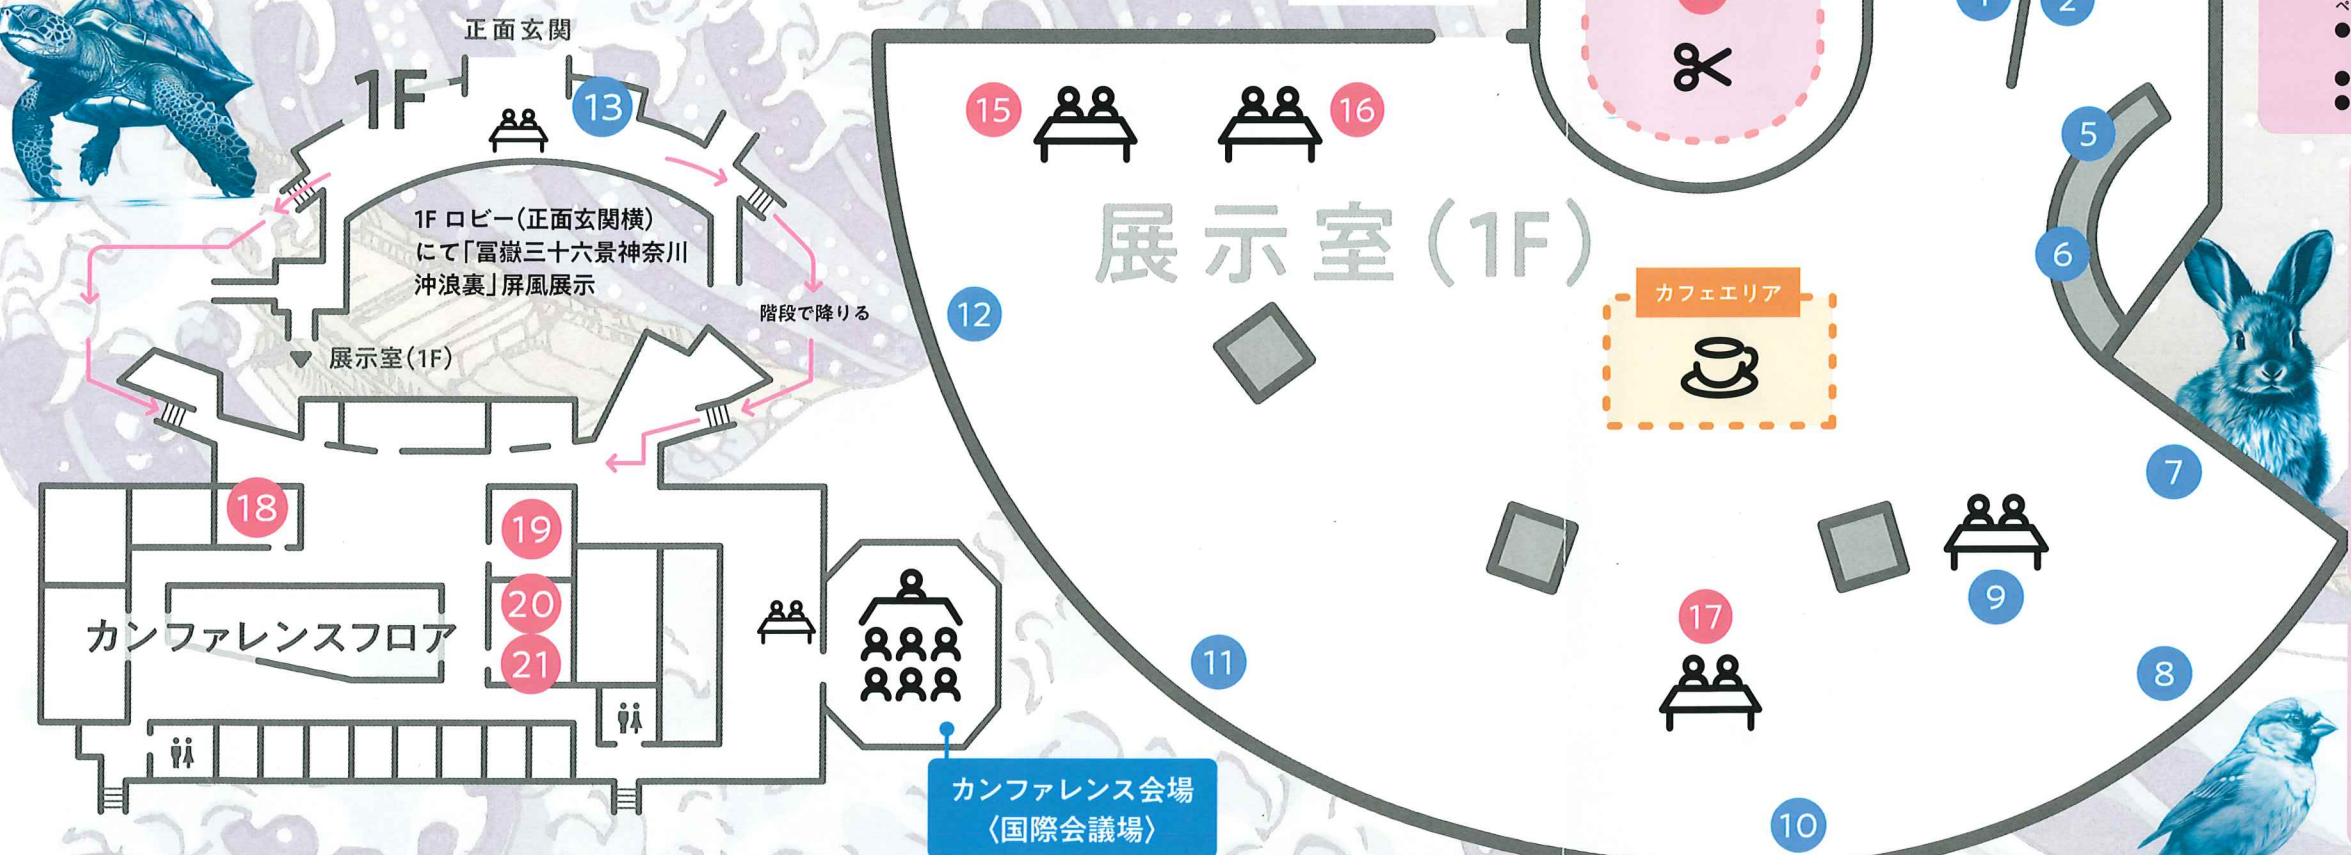 正面玄関
1F
13
1F ロビー（正面玄関横）
にて「冨嶽三十六景神奈川
沖浪裏」屏風展示
階段で降りる
展示室（1F）
18
19
20
21
カンファレンスフロア
カンファレンス会場
〈国際会議場〉
1
2
15
16
5
6
展示室（1F）
12
カフェエリア
7
9
17
11
8
10